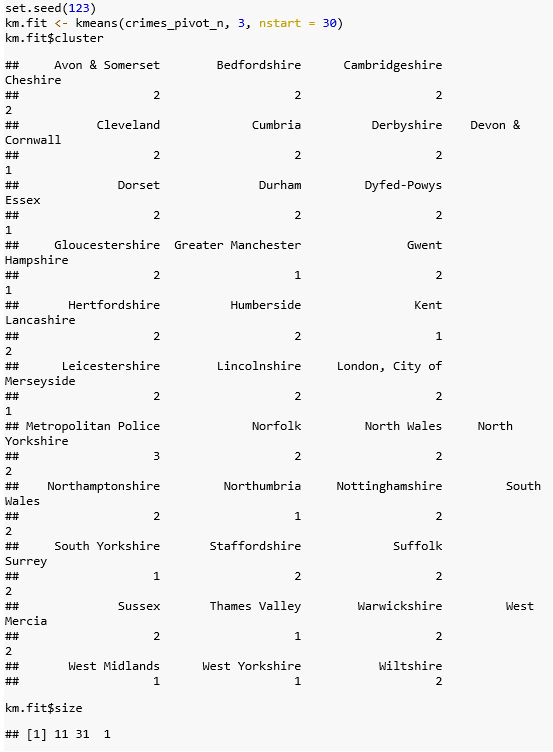 set.seed(123)
km.fit <- kmeans(crimes_pivot_n, 3, nstart = 30)
km.fit$cluster
##     Avon & Somerset        Bedfordshire      Cambridgeshire
Cheshire
##                   2                   2                   2
2
##           Cleveland             Cumbria          Derbyshire    Devon &
Cornwall
##                   2                   2                   2
1
##              Dorset              Durham         Dyfed-Powys
Essex
##                   2                   2                   2
1
##     Gloucestershire  Greater Manchester               Gwent
Hampshire
##                   2                   1                   2
1
##       Hertfordshire          Humberside                Kent
Lancashire
##                   2                   2                   1
2
##      Leicestershire        Lincolnshire     London, City of
Merseyside
##                   2                   2                   2
1
## Metropolitan Police             Norfolk         North Wales     North
Yorkshire
##                   3                   2                   2
2
##    Northamptonshire         Northumbria     Nottinghamshire         South
Wales
##                   2                   1                   2
2
##     South Yorkshire       Staffordshire             Suffolk
Surrey
##                   1                   2                   2
2
##              Sussex       Thames Valley        Warwickshire         West
Mercia
##                   2                   1                   2
2
##       West Midlands      West Yorkshire           Wiltshire
##                   1                   1                   2
km.fit$size
## [1] 11 31  1